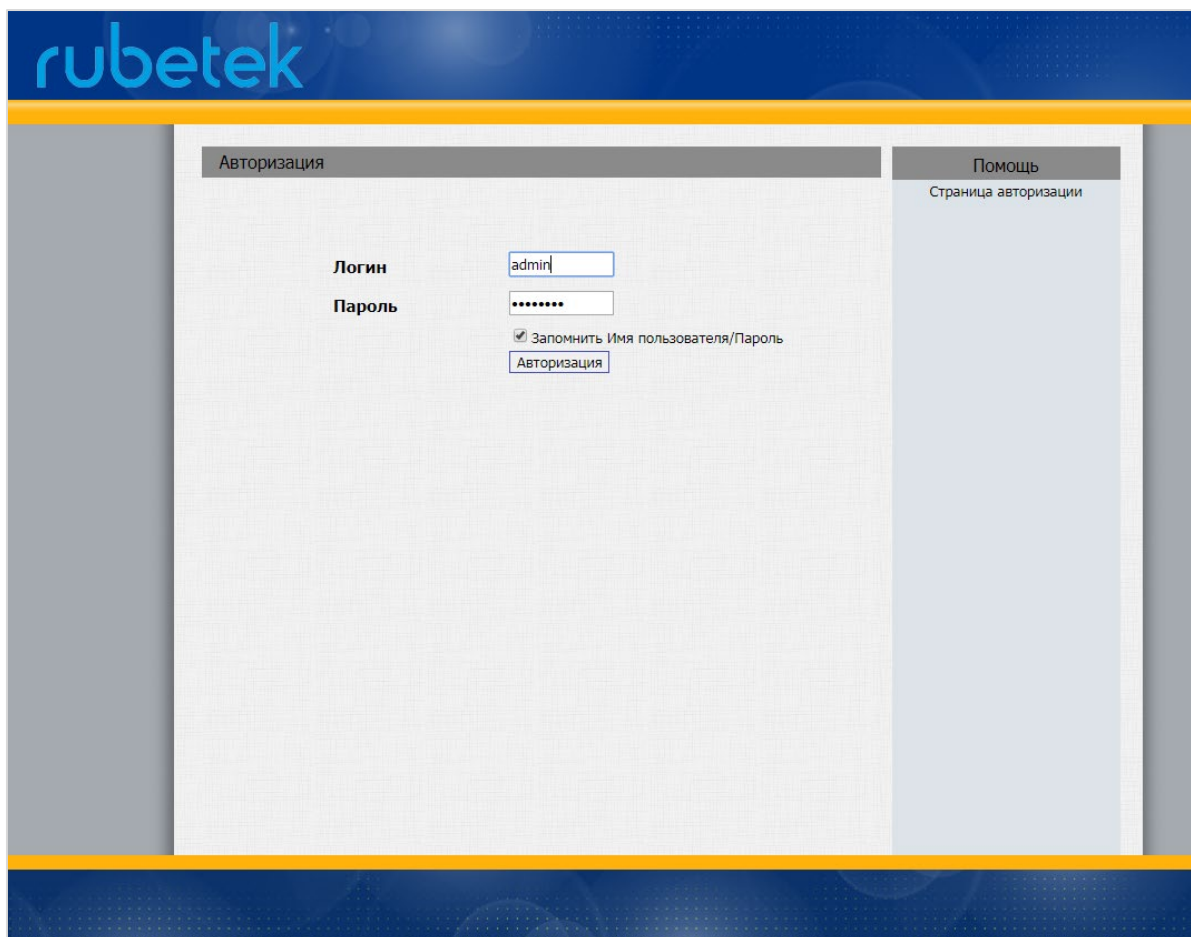 rubetek
Авторизация
Помощь
Страница авторизации
Логин
admin
Пароль
••••••••
Запомнить Имя пользователя/Пароль
Авторизация